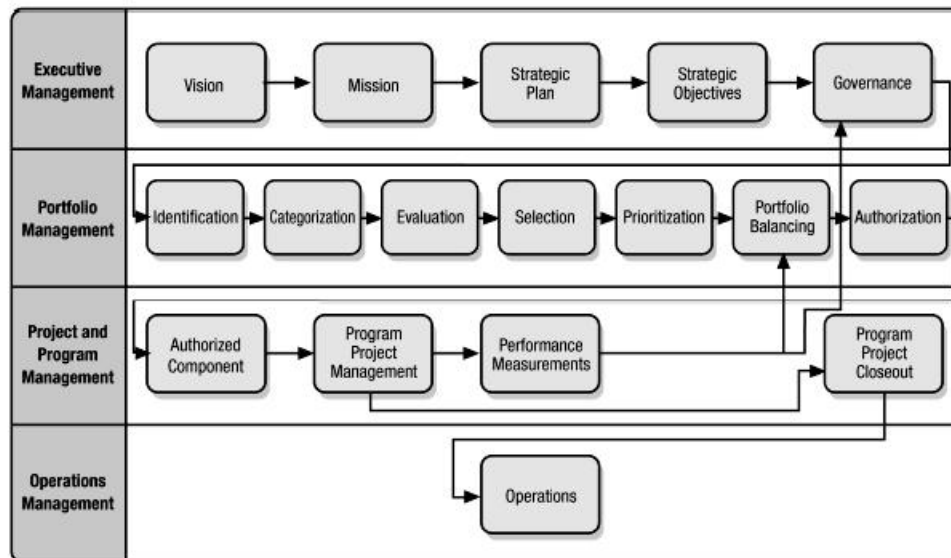 Executive
Management
Vision
Mission
Strategic
Plan
Strategic
Objectives
Governance
Portfolio
Management
Identification
Categorization
Evaluation
Selection
Prioritization
Portfolio
Balancing
Authorization
Project and
Program
Management
Authorized
Component
Program
Project
Management
Performance
Measurements
Program
Project
Closeout
Operations
Management
Operations